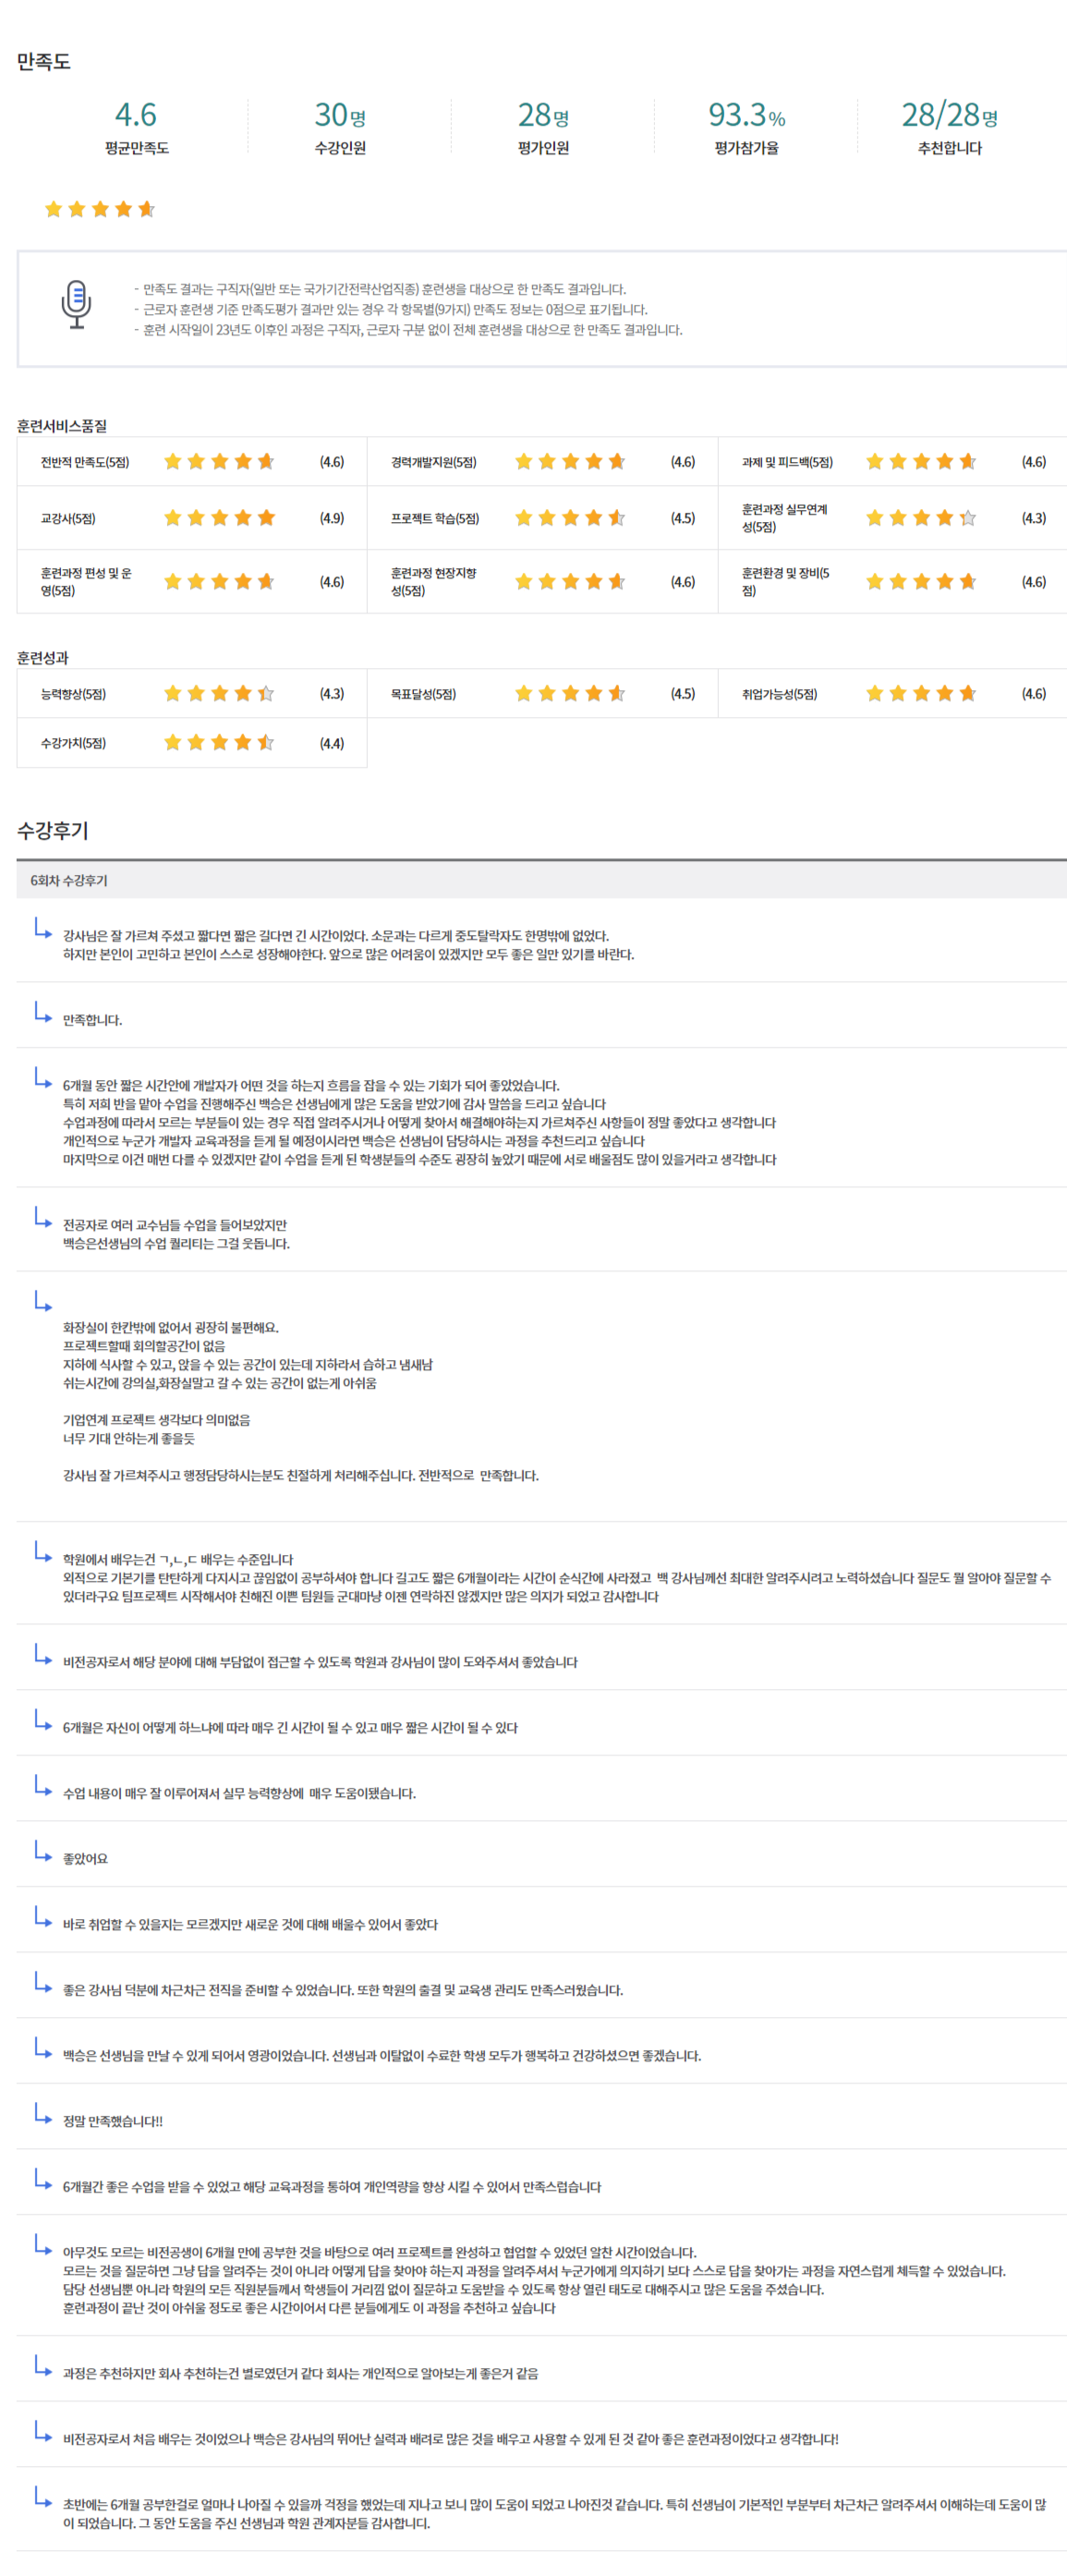 만족도
4.6
평균만족도
30명
수강인원
28명
평가인원
93.3%
평가참가율
28/28명
추천합니다
- 만족도 결과는 구직자(일반 또는 국가기간전략산업직종) 훈련생을 대상으로 한 만족도 결과입니다.
- 근로자 훈련생 기준 만족도평가 결과만 있는 경우 각 항목별(9가지) 만족도 정보는 0점으로 표기됩니다.
- 훈련 시작일이 23년도 이후인 과정은 구직자, 근로자 구분 없이 전체 훈련생을 대상으로 한 만족도 결과입니다.
훈련서비스품질
전반적 만족도(5점) (4.6)
경력개발지원(5점) (4.6)
과제 및 피드백(5점) (4.6)
교강사(5점) (4.9)
프로젝트 학습(5점) (4.5)
훈련과정 실무연계
성(5점) (4.3)
훈련과정 편성 및 운
영(5점) (4.6)
훈련과정 현장지향
성(5점) (4.6)
훈련환경 및 장비(5
점) (4.6)
훈련성과
능력향상(5점) (4.3)
목표달성(5점) (4.5)
취업가능성(5점) (4.6)
수강가치(5점) (4.4)
수강후기
6회차 수강후기
강사님은 잘 가르쳐 주셨고 짧다면 짧은 길다면 긴 시간이었다. 소문과는 다르게 중도탈락자도 한명밖에 없었다.
하지만 본인이 고민하고 본인이 스스로 성장해야한다. 앞으로 많은 어려움이 있겠지만 모두 좋은 일만 있기를 바란다.
만족합니다.
6개월 동안 짧은 시간안에 개발자가 어떤 것을 하는지 흐름을 잡을 수 있는 기회가 되어 좋았었습니다.
특히 저희 반을 맡아 수업을 진행해주신 백승은 선생님에게 많은 도움을 받았기에 감사 말씀을 드리고 싶습니다
수업과정에 따라서 모르는 부분들이 있는 경우 직접 알려주시거나 어떻게 찾아서 해결해야하는지 가르쳐주신 사항들이 정말 좋았다고 생각합니다
개인적으로 누군가 개발자 교육과정을 듣게 될 예정이시라면 백승은 선생님이 담당하시는 과정을 추천드리고 싶습니다
마지막으로 이건 매번 다를 수 있겠지만 같이 수업을 듣게 된 학생분들의 수준도 굉장히 높았기 때문에 서로 배울점도 많이 있을거라고 생각합니다
전공자로 여러 교수님들 수업을 들어보았지만
백승은선생님의 수업 퀄리티는 그걸 웃돕니다.
화장실이 한칸밖에 없어서 굉장히 불편해요.
프로젝트할때 회의할공간이 없음
지하에 식사할 수 있고, 앉을 수 있는 공간이 있는데 지하라서 습하고 냄새남
쉬는시간에 강의실,화장실말고 갈 수 있는 공간이 없는게 아쉬움
기업연계 프로젝트 생각보다 의미없음
너무 기대 안하는게 좋을듯
강사님 잘 가르쳐주시고 행정담당하시는분도 친절하게 처리해주십니다. 전반적으로 만족합니다.
학원에서 배우는건 ㄱ,ㄴ,ㄷ 배우는 수준입니다
외적으로 기본기를 탄탄하게 다지시고 끊임없이 공부하셔야 합니다 길고도 짧은 6개월이라는 시간이 순식간에 사라졌고 백 강사님께선 최대한 알려주시려고 노력하셨습니다 질문도 뭘 알아야 질문할 수
있더라구요 팀프로젝트 시작해서야 친해진 이쁜 팀원들 군대마냥 이젠 연락하진 않겠지만 많은 의지가 되었고 감사합니다
비전공자로서 해당 분야에 대해 부담없이 접근할 수 있도록 학원과 강사님이 많이 도와주셔서 좋았습니다
6개월은 자신이 어떻게 하느냐에 따라 매우 긴 시간이 될 수 있고 매우 짧은 시간이 될 수 있다
수업 내용이 매우 잘 이루어져서 실무 능력향상에 매우 도움이됐습니다.
좋았어요
바로 취업할 수 있을지는 모르겠지만 새로운 것에 대해 배울수 있어서 좋았다
좋은 강사님 덕분에 차근차근 전직을 준비할 수 있었습니다. 또한 학원의 출결 및 교육생 관리도 만족스러웠습니다.
백승은 선생님을 만날 수 있게 되어서 영광이었습니다. 선생님과 이탈없이 수료한 학생 모두가 행복하고 건강하셨으면 좋겠습니다.
정말 만족했습니다!!
6개월간 좋은 수업을 받을 수 있었고 해당 교육과정을 통하여 개인역량을 향상 시킬 수 있어서 만족스럽습니다
아무것도 모르는 비전공생이 6개월 만에 공부한 것을 바탕으로 여러 프로젝트를 완성하고 협업할 수 있었던 알찬 시간이었습니다.
모르는 것을 질문하면 그냥 답을 알려주는 것이 아니라 어떻게 답을 찾아야 하는지 과정을 알려주셔서 누군가에게 의지하기 보다 스스로 답을 찾아가는 과정을 자연스럽게 체득할 수 있었습니다.
담당 선생님뿐 아니라 학원의 모든 직원분들께서 학생들이 거리낌 없이 질문하고 도움받을 수 있도록 항상 열린 태도로 대해주시고 많은 도움을 주셨습니다.
훈련과정이 끝난 것이 아쉬울 정도로 좋은 시간이어서 다른 분들에게도 이 과정을 추천하고 싶습니다
과정은 추천하지만 회사 추천하는건 별로였던거 같다 회사는 개인적으로 알아보는게 좋은거 같음
비전공자로서 처음 배우는 것이었으나 백승은 강사님의 뛰어난 실력과 배려로 많은 것을 배우고 사용할 수 있게 된 것 같아 좋은 훈련과정이었다고 생각합니다!
초반에는 6개월 공부한걸로 얼마나 나아질 수 있을까 걱정을 했었는데 지나고 보니 많이 도움이 되었고 나아진것 같습니다. 특히 선생님이 기본적인 부분부터 차근차근 알려주셔서 이해하는데 도움이 많
이 되었습니다. 그 동안 도움을 주신 선생님과 학원 관계자분들 감사합니디.